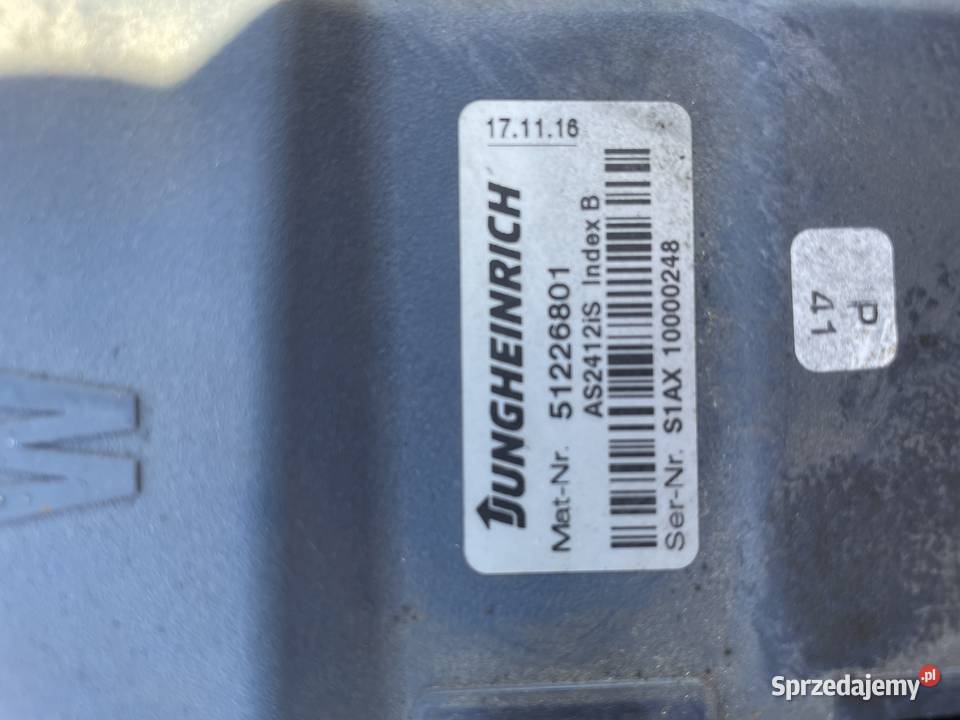 17.11.16
JUNGHEINRICH
Mat-Nr. 51226801
AS2412iS Index B
Ser-Nr. S1AX 10000248
P
41
M
Sprzedajemy.pl